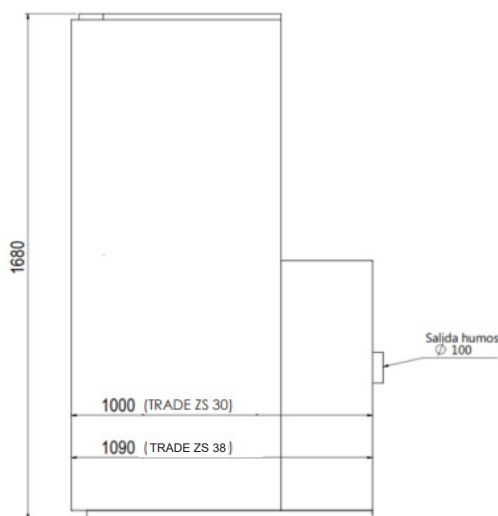 1680
Salida humos
∅ 100
1000 (TRADE ZS 30)
1090 (TRADE ZS 38)